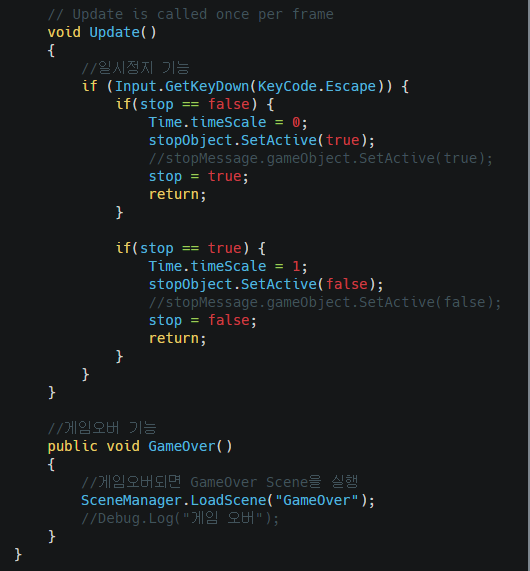 // Update is called once per frame
void Update()
{
//일시정지 기능
if (Input.GetKeyDown(KeyCode.Escape)) {
if(stop == false) {
Time.timeScale = 0;
stopObject.SetActive(true);
//stopMessage.gameObject.SetActive(true);
stop = true;
return;
}
if(stop == true) {
Time.timeScale = 1;
stopObject.SetActive(false);
//stopMessage.gameObject.SetActive(false);
stop = false;
return;
}
}
}
//게임오버 기능
public void GameOver()
{
//게임오버되면 GameOver Scene을 실행
SceneManager.LoadScene("GameOver");
//Debug.Log("게임 오버");
}
}